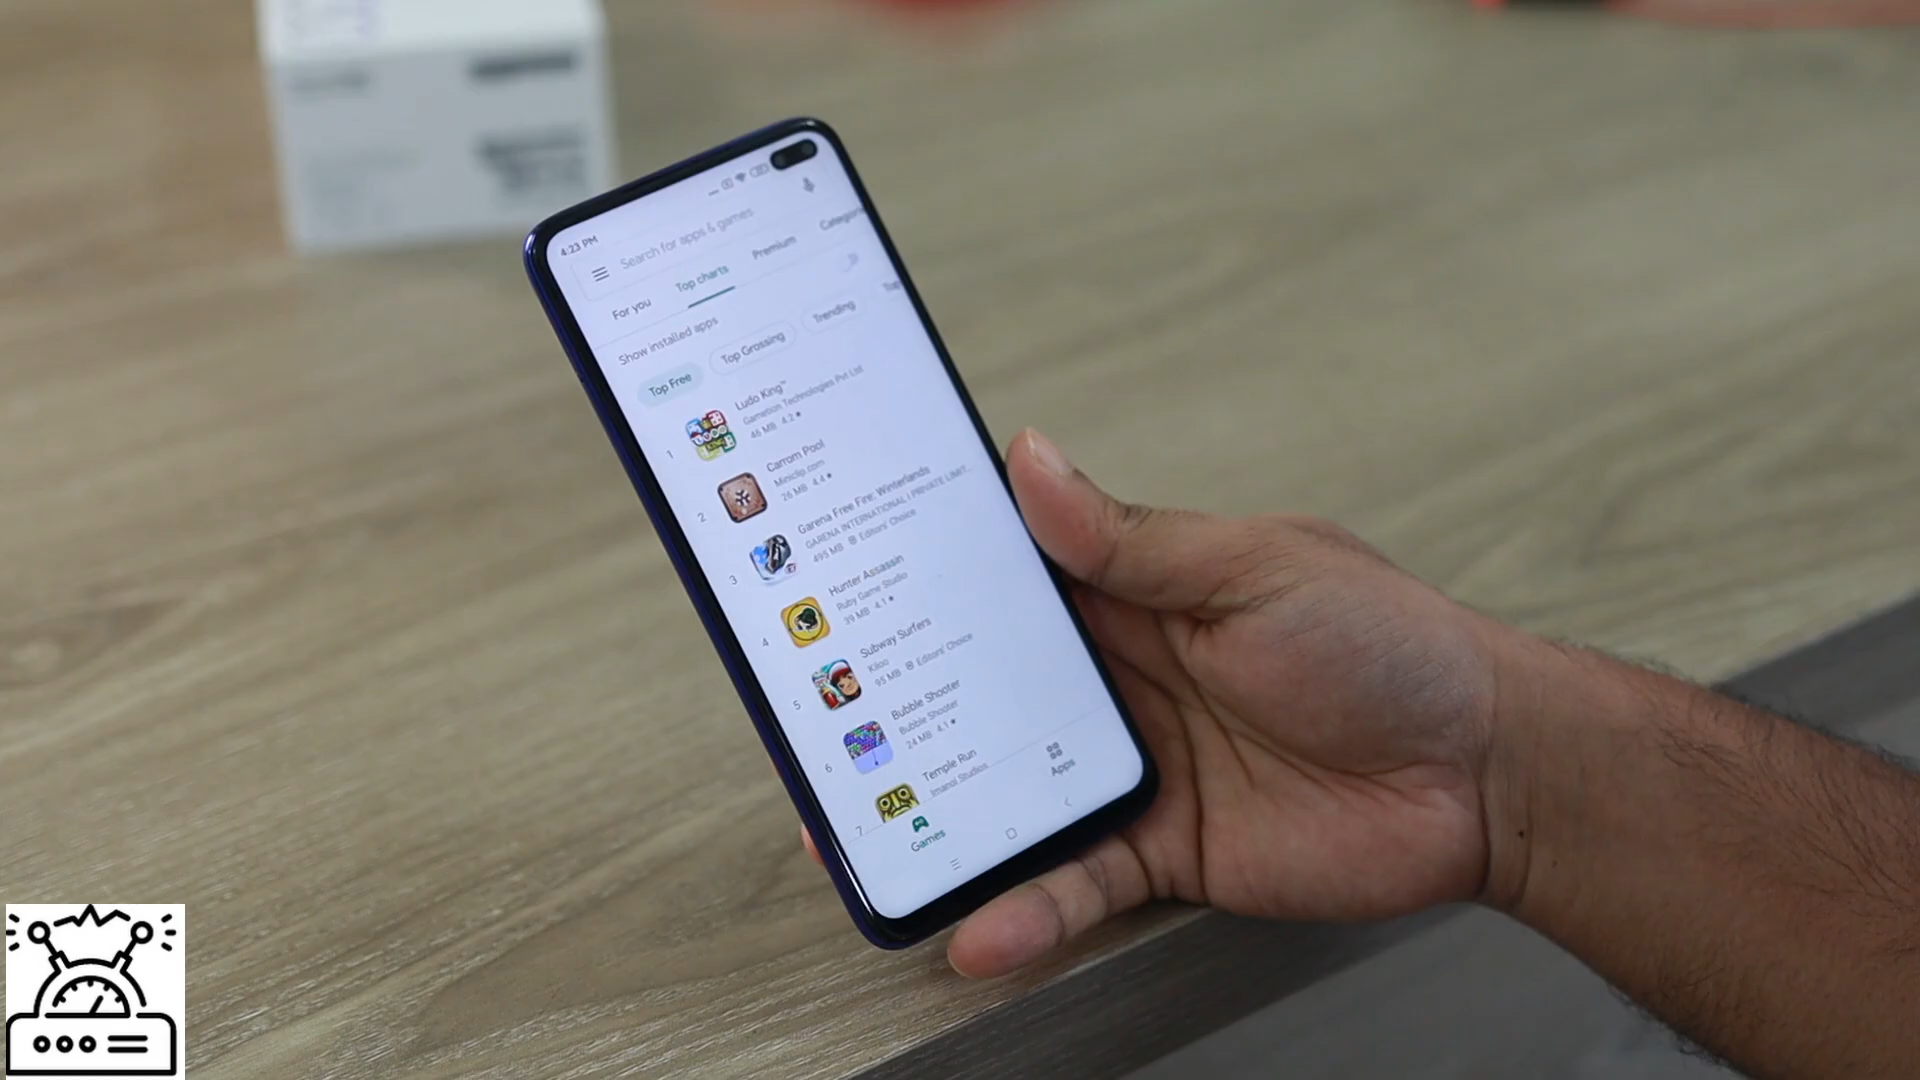 4:23 PM
Search for apps & games
For you
Top charts
Premium
Show installed apps
Top Free
Top Grossing
Trending
1
Ludo King™
Gametion Technologies Pvt Ltd
46 MB 4.2★
2
Carrom Pool
Miniclip.com
26 MB 4.4★
3
Garena Free Fire: Winterlands
GARENA INTERNATIONAL I PRIVATE LIMIT...
495 MB Editors' Choice
4
Hunter Assassin
Ruby Game Studio
39 MB 4.1★
5
Subway Surfers
Kiloo
95 MB Editors' Choice
6
Bubble Shooter
Bubble Shooter
24 MB 4.1★
7
Temple Run
Imangi Studios
Games
Apps